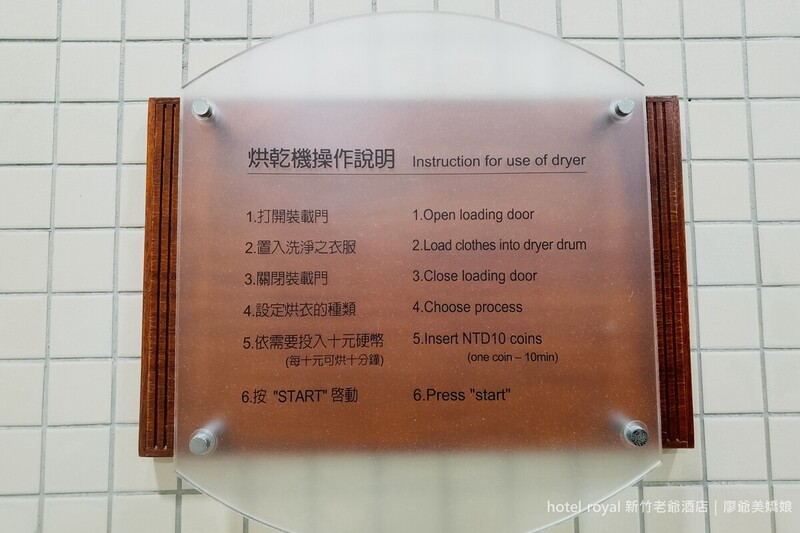 烘乾機操作說明 Instruction for use of dryer
1.打開裝載門 1.Open loading door
2.置入洗淨之衣服 2.Load clothes into dryer drum
3.關閉裝載門 3.Close loading door
4.設定烘衣的種類 4.Choose process
5.依需要投入十元硬幣 5.Insert NTD10 coins
(每十元可烘十分鐘) (one coin – 10min)
6.按 "START" 啓動 6.Press "start"
hotel royal 新竹老爺酒店 | 廖爺美嬌娘